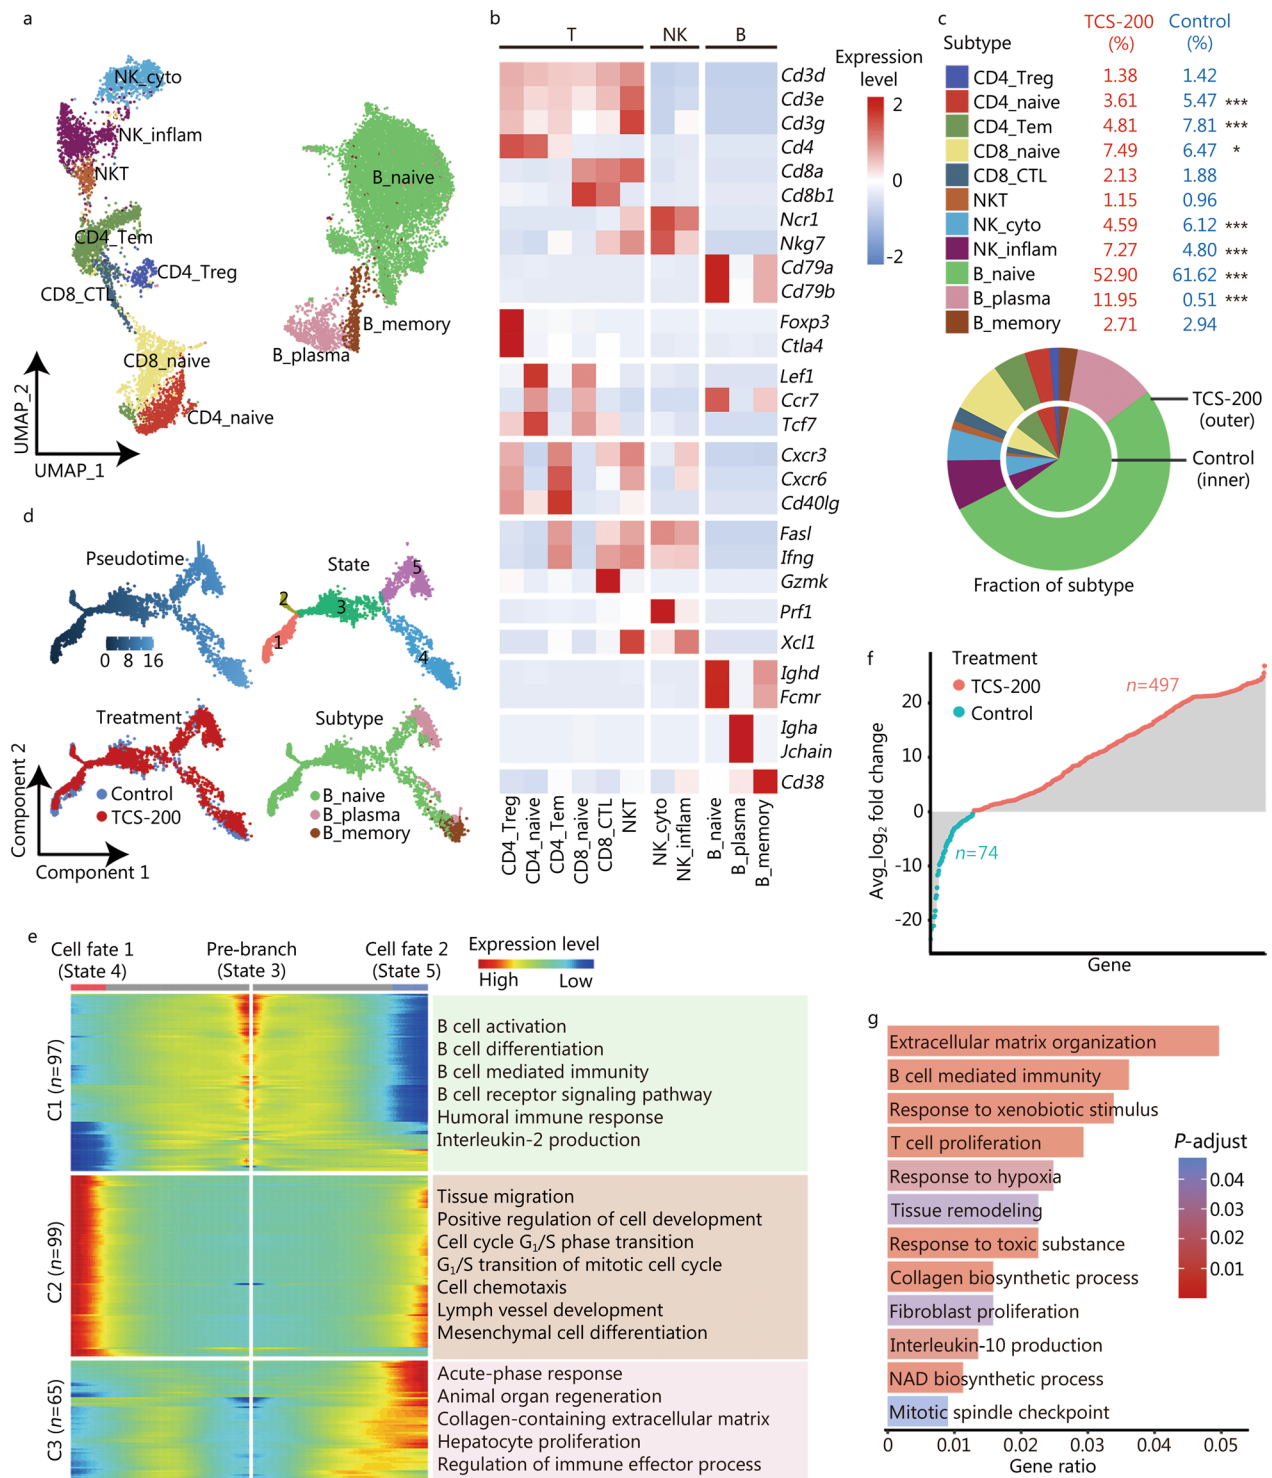 a
NK_cyto
NK_inflam
NKT
CD4_Tem
CD4_Treg
CD8_CTL
CD8_naive
CD4_naive
B_naive
B_memory
B_plasma
UMAP_2
UMAP_1
b
T NK B
Expression
level
2
0
-2
Cd3d
Cd3e
Cd3g
Cd4
Cd8a
Cd8b1
Ncr1
Nkg7
Cd79a
Cd79b
Foxp3
Ctla4
Lef1
Ccr7
Tcf7
Cxcr3
Cxcr6
Cd40lg
Fasl
Ifng
Gzmk
Prf1
Xcl1
Ighd
Fcmr
Igha
Jchain
Cd38
CD4_Treg
CD4_naive
CD4_Tem
CD8_naive
CD8_CTL
NKT
NK_cyto
NK_inflam
B_naive
B_plasma
B_memory
c
TCS-200 Control
Subtype (%) (%)
CD4_Treg 1.38 1.42
CD4_naive 3.61 5.47 ***
CD4_Tem 4.81 7.81 ***
CD8_naive 7.49 6.47 *
CD8_CTL 2.13 1.88
NKT 1.15 0.96
NK_cyto 4.59 6.12 ***
NK_inflam 7.27 4.80 ***
B_naive 52.90 61.62 ***
B_plasma 11.95 0.51 ***
B_memory 2.71 2.94
TCS-200
(outer)
Control
(inner)
Fraction of subtype
d
Pseudotime
0 8 16
State
1
2
3
4
5
Treatment
Control
TCS-200
Subtype
B_naive
B_plasma
B_memory
Component 2
Component 1
e
Cell fate 1
(State 4)
Pre-branch
(State 3)
Cell fate 2
(State 5)
Expression level
High Low
C1 (n=97)
B cell activation
B cell differentiation
B cell mediated immunity
B cell receptor signaling pathway
Humoral immune response
Interleukin-2 production
C2 (n=99)
Tissue migration
Positive regulation of cell development
Cell cycle G₁/S phase transition
G₁/S transition of mitotic cell cycle
Cell chemotaxis
Lymph vessel development
Mesenchymal cell differentiation
C3 (n=65)
Acute-phase response
Animal organ regeneration
Collagen-containing extracellular matrix
Hepatocyte proliferation
Regulation of immune effector process
f
Treatment
TCS-200
Control
n=497
n=74
Avg_log₂ fold change
20
10
0
-10
-20
Gene
g
Extracellular matrix organization
B cell mediated immunity
Response to xenobiotic stimulus
T cell proliferation
Response to hypoxia
Tissue remodeling
Response to toxic substance
Collagen biosynthetic process
Fibroblast proliferation
Interleukin-10 production
NAD biosynthetic process
Mitotic spindle checkpoint
P-adjust
0.04
0.03
0.02
0.01
0 0.01 0.02 0.03 0.04 0.05
Gene ratio